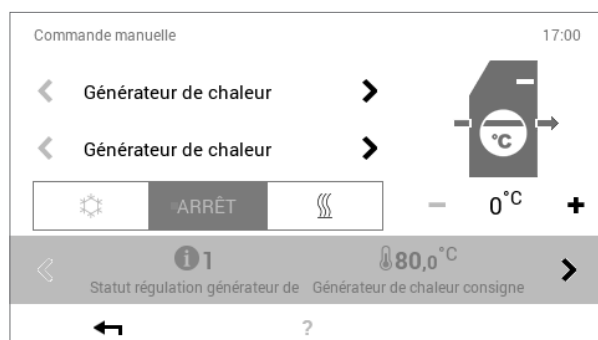 Commande manuelle 17:00
Générateur de chaleur
°C
Générateur de chaleur
ARRÊT
0°C
1 80,0°C
Statut régulation générateur de Générateur de chaleur consigne
?